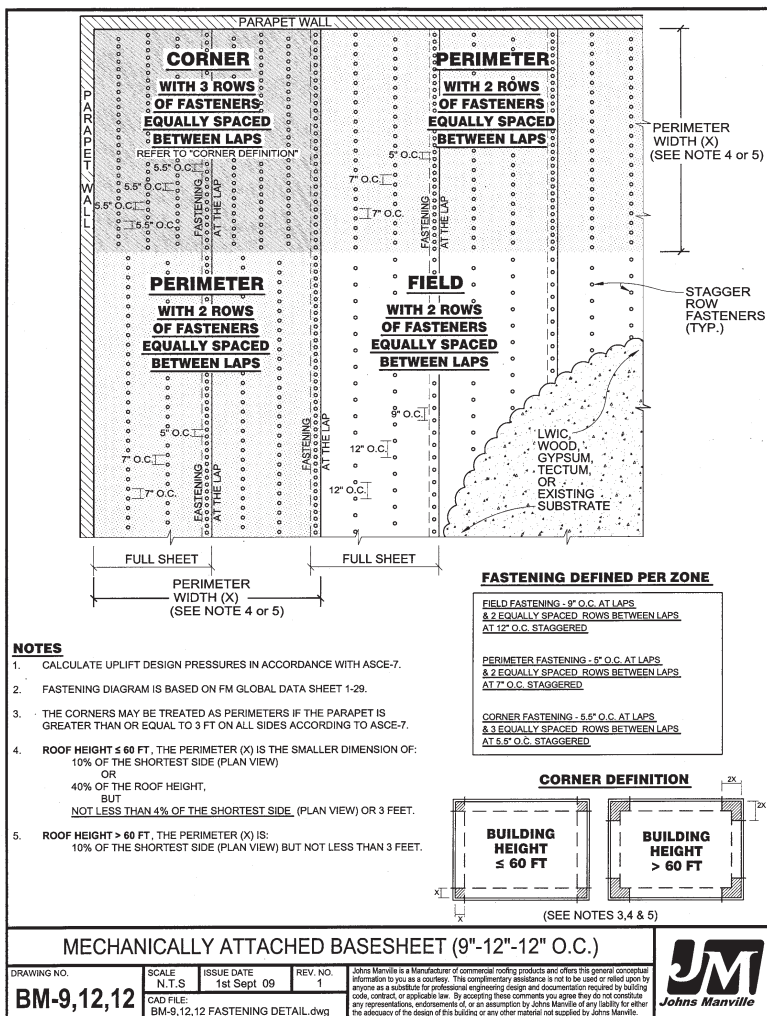 PARAPET WALL
PARAPET WALL
CORNER
WITH 3 ROWS
OF FASTENERS
EQUALLY SPACED
BETWEEN LAPS
REFER TO "CORNER DEFINITION"
5.5" O.C.
5.5" O.C.
5.5" O.C.
5.5" O.C.
FASTENING
AT THE LAP
PERIMETER
WITH 2 ROWS
OF FASTENERS
EQUALLY SPACED
BETWEEN LAPS
5" O.C.
7" O.C.
7" O.C.
FASTENING
AT THE LAP
PERIMETER
WIDTH (X)
(SEE NOTE 4 or 5)
PERIMETER
WITH 2 ROWS
OF FASTENERS
EQUALLY SPACED
BETWEEN LAPS
5" O.C.
7" O.C.
7" O.C.
FASTENING
AT THE LAP
FASTENING
AT THE LAP
FIELD
WITH 2 ROWS
OF FASTENERS
EQUALLY SPACED
BETWEEN LAPS
9" O.C.
12" O.C.
12" O.C.
STAGGER
ROW
FASTENERS
(TYP.)
LWIC,
WOOD,
GYPSUM,
TECTUM,
OR
EXISTING
SUBSTRATE
FULL SHEET
FULL SHEET
PERIMETER
WIDTH (X)
(SEE NOTE 4 or 5)
FASTENING DEFINED PER ZONE
FIELD FASTENING - 9" O.C. AT LAPS
& 2 EQUALLY SPACED ROWS BETWEEN LAPS
AT 12" O.C. STAGGERED
PERIMETER FASTENING - 5" O.C. AT LAPS
& 2 EQUALLY SPACED ROWS BETWEEN LAPS
AT 7" O.C. STAGGERED
CORNER FASTENING - 5.5" O.C. AT LAPS
& 3 EQUALLY SPACED ROWS BETWEEN LAPS
AT 5.5" O.C. STAGGERED
NOTES
1. CALCULATE UPLIFT DESIGN PRESSURES IN ACCORDANCE WITH ASCE-7.
2. FASTENING DIAGRAM IS BASED ON FM GLOBAL DATA SHEET 1-29.
3. THE CORNERS MAY BE TREATED AS PERIMETERS IF THE PARAPET IS
GREATER THAN OR EQUAL TO 3 FT ON ALL SIDES ACCORDING TO ASCE-7.
4. ROOF HEIGHT ≤ 60 FT, THE PERIMETER (X) IS THE SMALLER DIMENSION OF:
10% OF THE SHORTEST SIDE (PLAN VIEW)
OR
40% OF THE ROOF HEIGHT,
BUT
NOT LESS THAN 4% OF THE SHORTEST SIDE (PLAN VIEW) OR 3 FEET.
5. ROOF HEIGHT > 60 FT, THE PERIMETER (X) IS:
10% OF THE SHORTEST SIDE (PLAN VIEW) BUT NOT LESS THAN 3 FEET.
CORNER DEFINITION
BUILDING
HEIGHT
≤ 60 FT
X
X
BUILDING
HEIGHT
> 60 FT
2X
2X
(SEE NOTES 3,4 & 5)
MECHANICALLY ATTACHED BASESHEET (9"-12"-12" O.C.)
DRAWING NO.
BM-9,12,12
SCALE
N.T.S
ISSUE DATE
1st Sept 09
REV. NO.
1
CAD FILE:
BM-9,12,12 FASTENING DETAIL.dwg
Johns Manville is a Manufacturer of commercial roofing products and offers this general conceptual
information to you as a courtesy. This complimentary assistance is not to be used or relied upon by
anyone as a substitute for professional engineering design and documentation required by building
code, contract, or applicable law. By accepting these comments you agree they do not constitute
any representations, endorsements of, or an assumption by Johns Manville of any liability for either
the adequacy of the design of this building or any other material not supplied by Johns Manville.
JM
Johns Manville